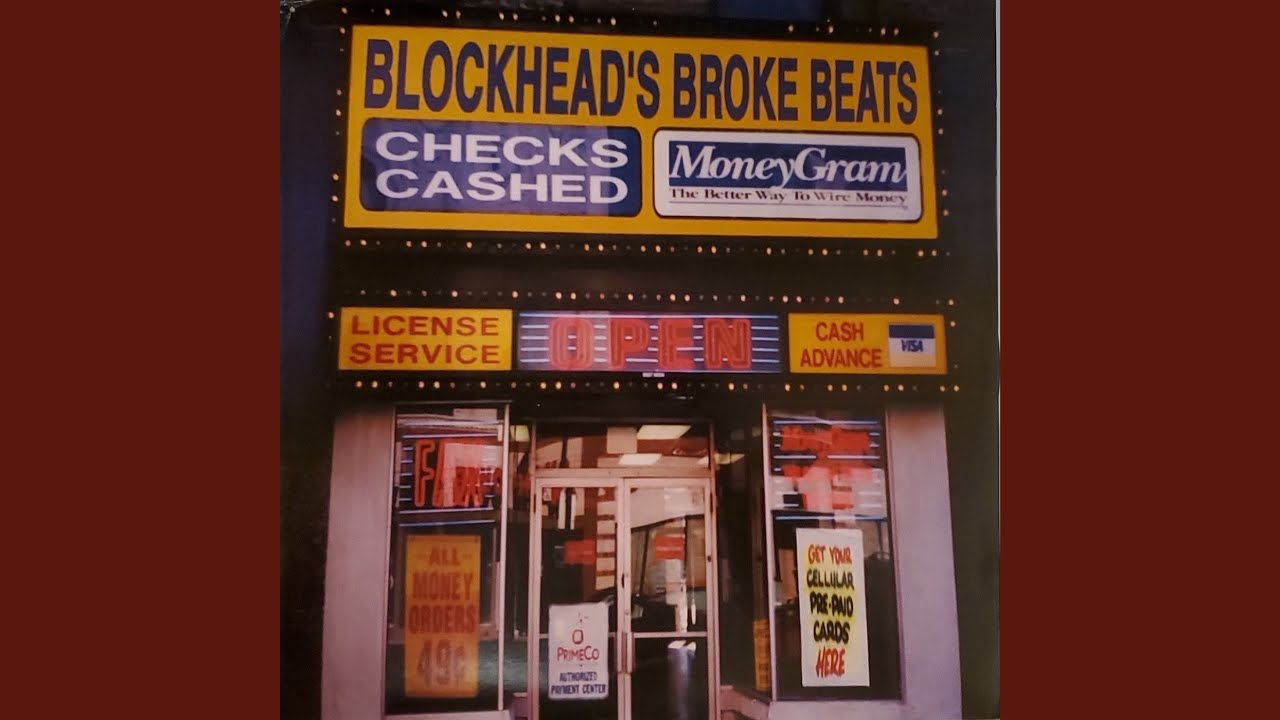 BLOCKHEAD'S BROKE BEATS
CHECKS
CASHED
MoneyGram
The Better Way To Wire Money
LICENSE
SERVICE
OPEN
CASH
ADVANCE
VISA
FAX
ALL
MONEY
ORDERS
49¢
PRIMECO
AUTHORIZED
PAYMENT CENTER
GET YOUR
CELLULAR
PRE-PAID
CARDS
HERE